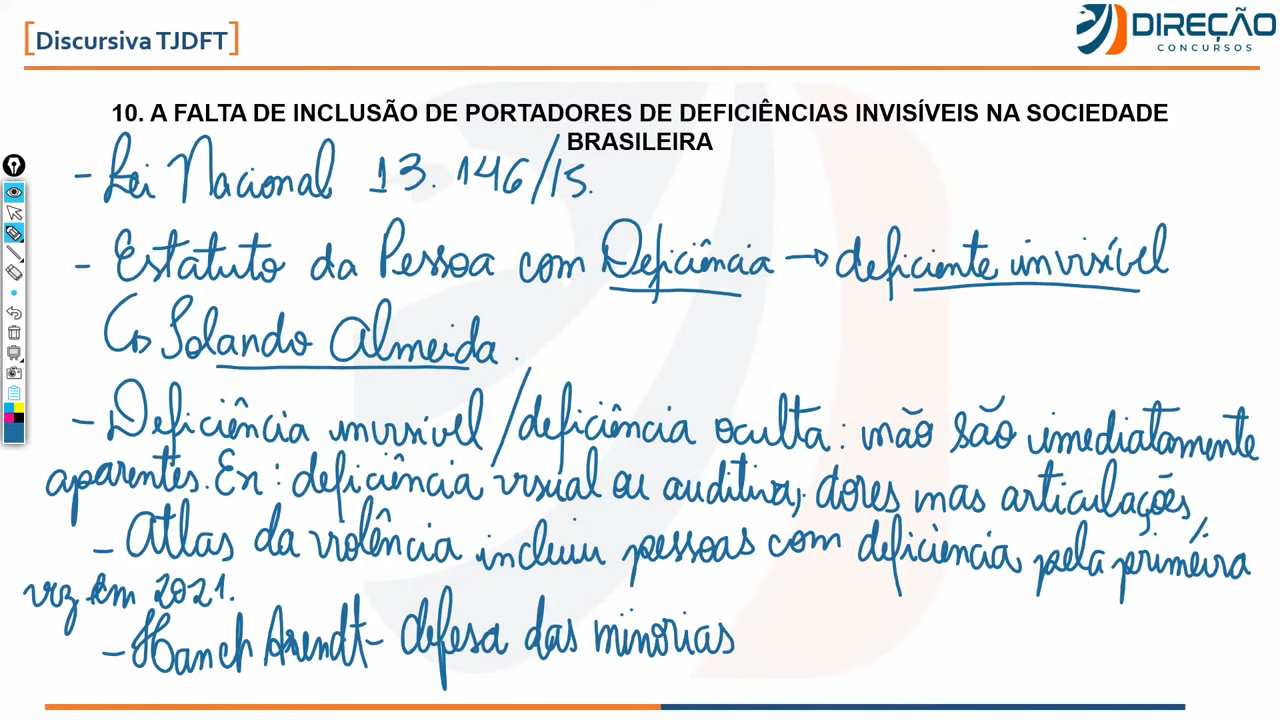 [Discursiva TJDFT]
DIREÇÃO
CONCURSOS
10. A FALTA DE INCLUSÃO DE PORTADORES DE DEFICIÊNCIAS INVISÍVEIS NA SOCIEDADE
BRASILEIRA
- Lei Nacional 13.146/15.
- Estatuto da Pessoa com Deficiência → deficiente invisível
↳ Solando Almeida.
- Deficiência invisível / deficiência oculta: não são imediatamente
aparentes. Ex: deficiência visual ou auditiva, dores nas articulações
- Atlas da violência incluiu pessoas com deficiência pela primeira
vez em 2021.
- Hanch Arendt - defesa das minorias